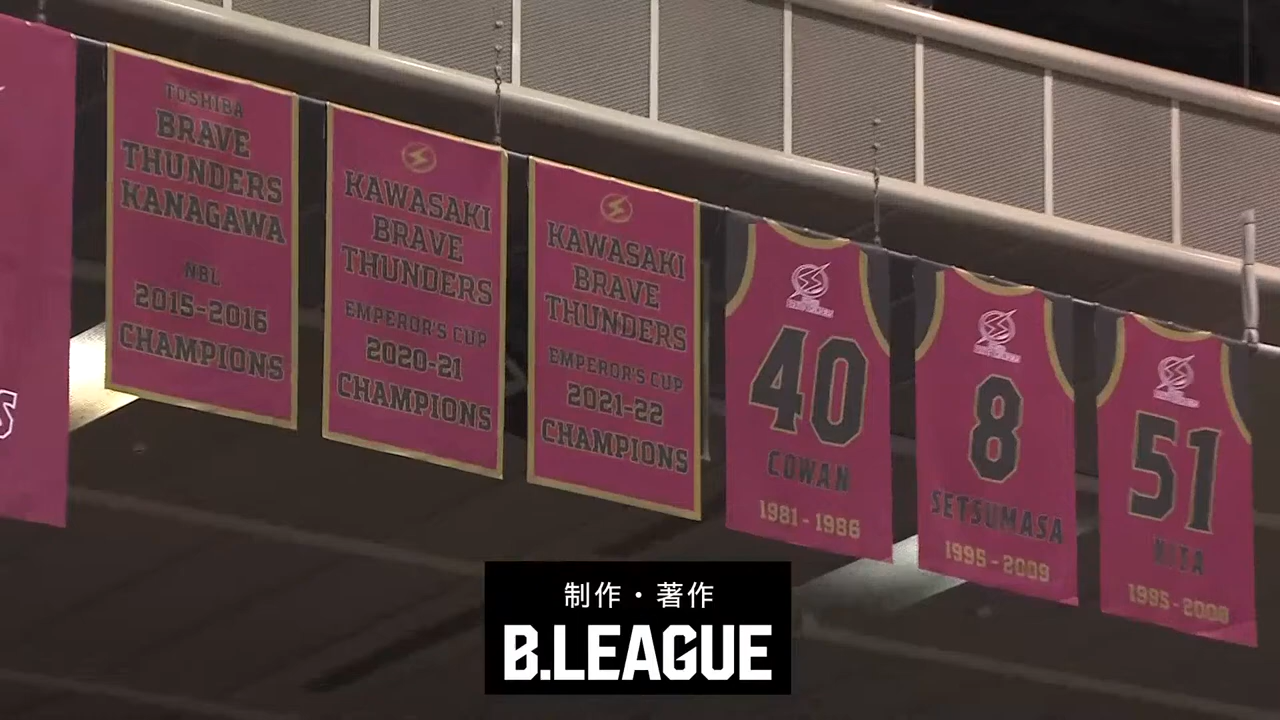 TOSHIBA
BRAVE
THUNDERS
KANAGAWA
NBL
2015-2016
CHAMPIONS
KAWASAKI
BRAVE
THUNDERS
EMPEROR'S CUP
2020-21
CHAMPIONS
KAWASAKI
BRAVE
THUNDERS
EMPEROR'S CUP
2021-22
CHAMPIONS
40
COWAN
1981-1986
8
SETSUMASA
1995-2009
51
KITA
1995-2008
制作・著作
B.LEAGUE